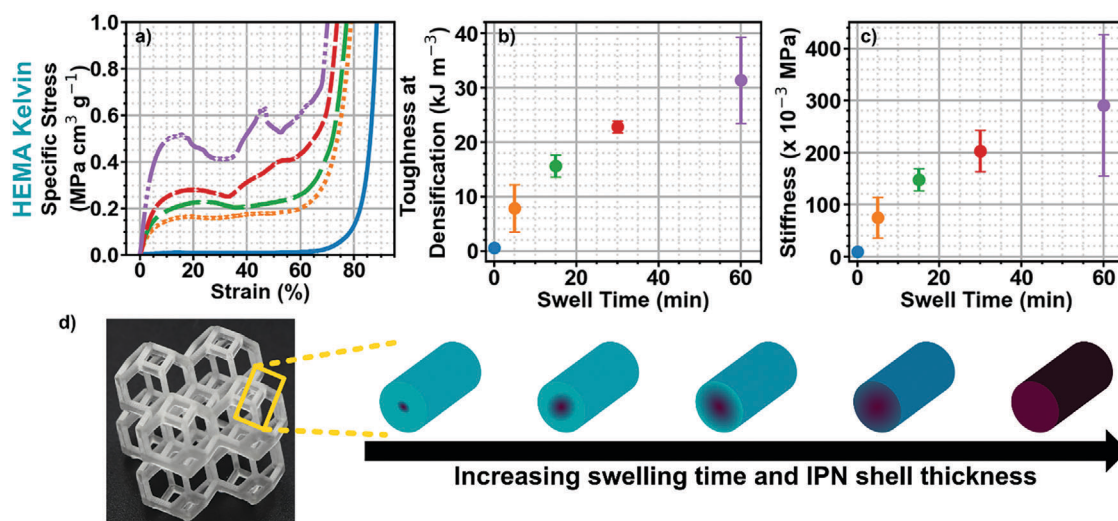 HEMA Kelvin
Specific Stress
(MPa cm³ g⁻¹)
1.0
0.8
0.6
0.4
0.2
0.0
a)
0
20
40
60
80
Strain (%)
Toughness at
Densification (kJ m⁻³)
40
30
20
10
0
b)
0
20
40
60
Swell Time (min)
Stiffness (x 10⁻³ MPa)
400
300
200
100
0
c)
0
20
40
60
Swell Time (min)
d)
Increasing swelling time and IPN shell thickness